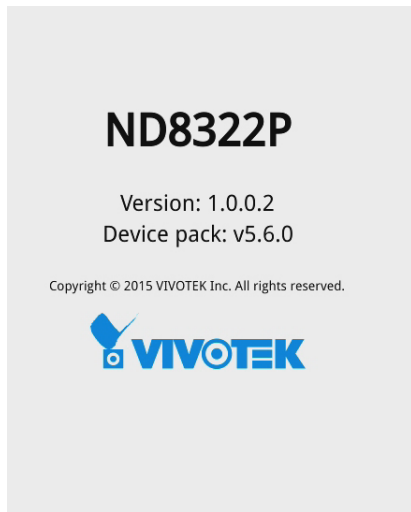 ND8322P
Version: 1.0.0.2
Device pack: v5.6.0
Copyright © 2015 VIVOTEK Inc. All rights reserved.
VIVOTEK